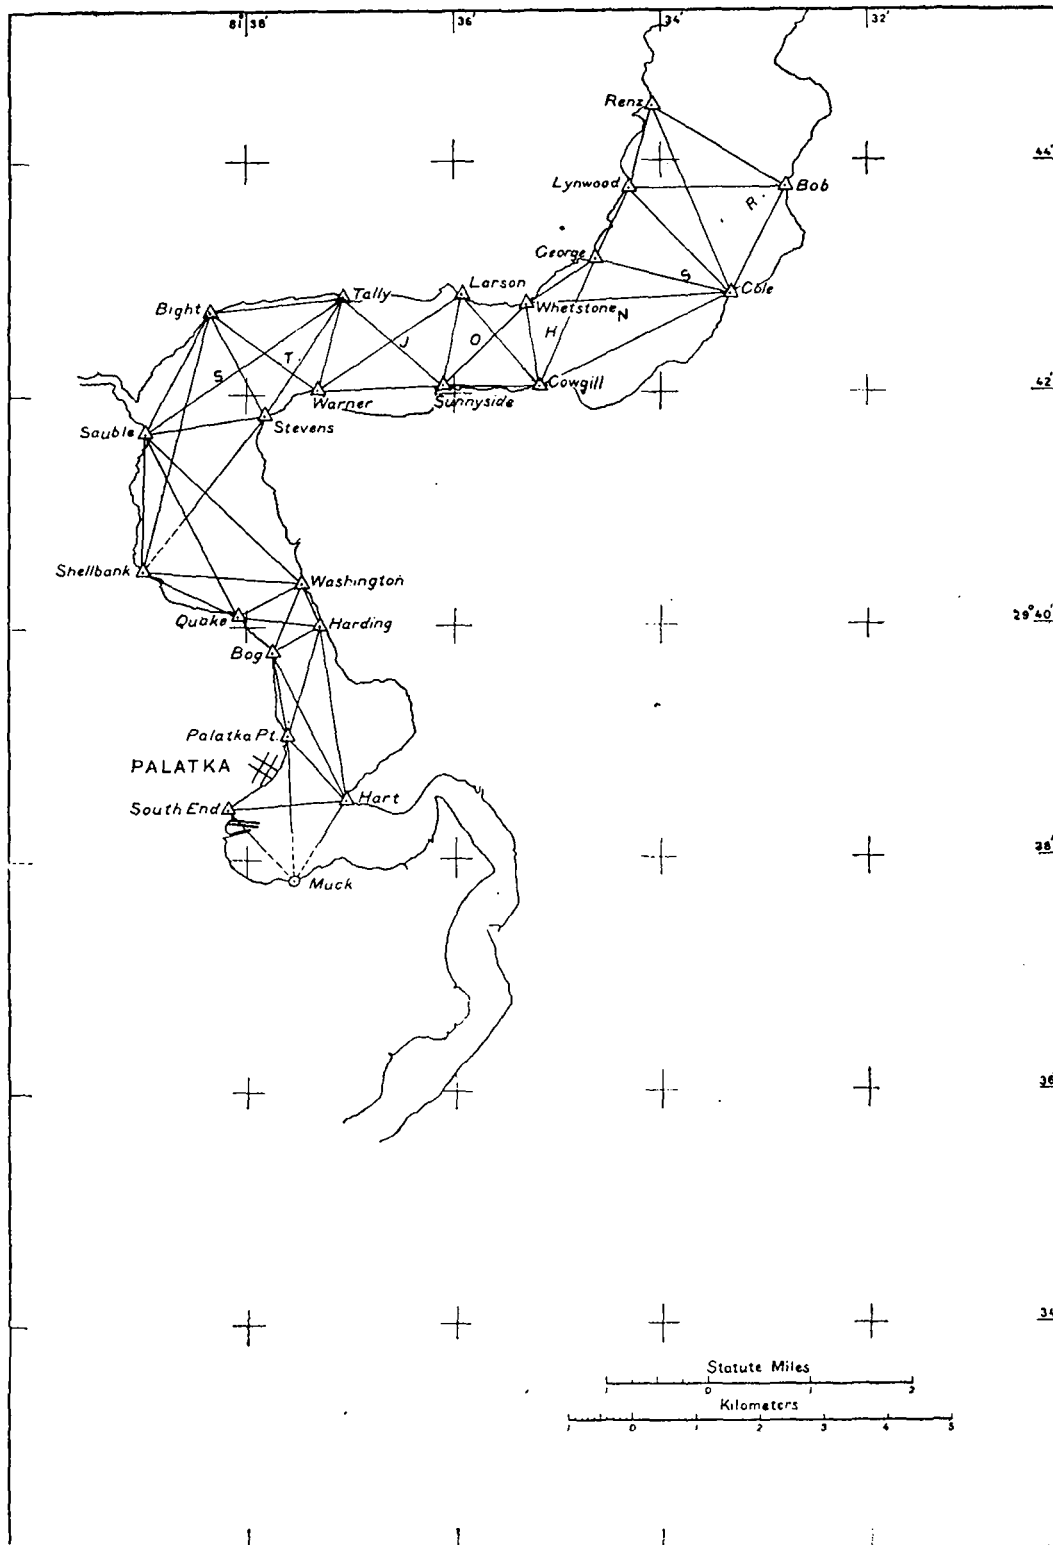 81° 38' 36' 34' 32'
Renz
44'
Lynwood Bob
R.
George
S
Larson Cole
Tally
Bight Whetstone N
H
O
J
T.
S
Cowgill 42'
Warner Sunnyside
Stevens
Sauble
Shellbank Washington
Quake Harding 29° 40'
Bog
Palatka Pt.
PALATKA
South End Hart
38'
Muck
36'
34
Statute Miles
1 0 1 2
Kilometers
1 0 1 2 3 4 5